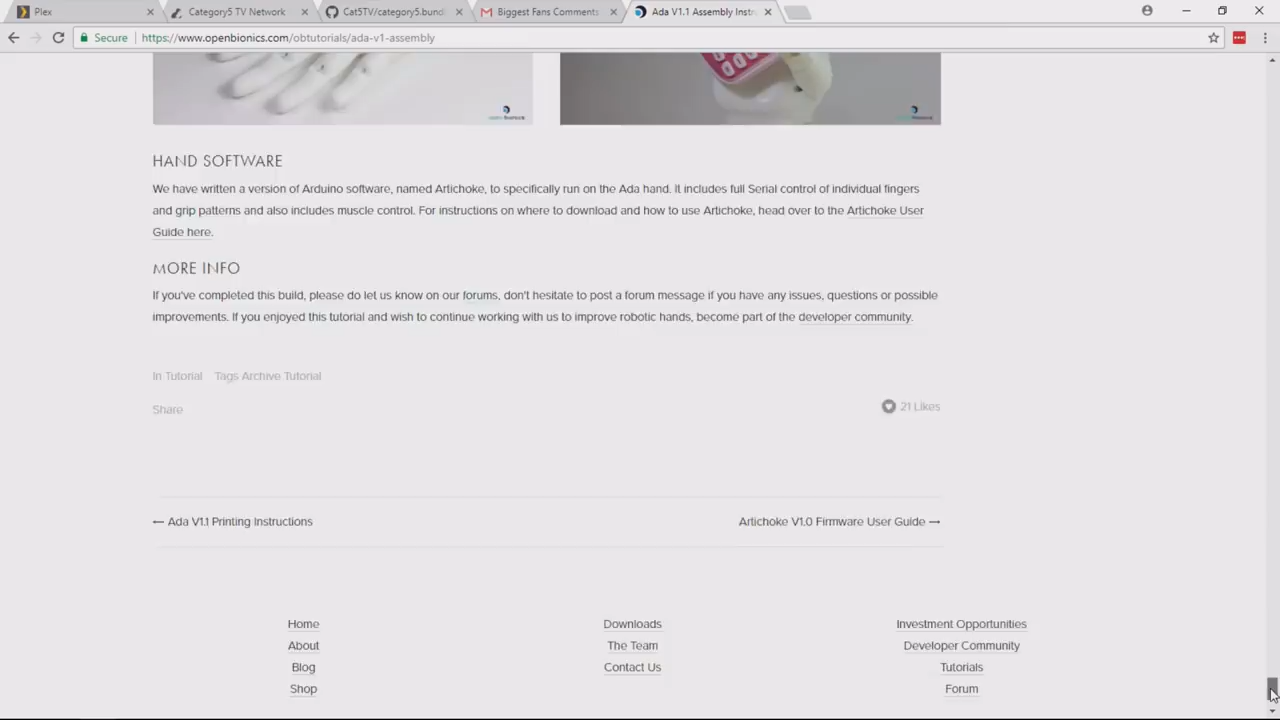 Plex
Category5 TV Network
Cat5TV/category5.bundl
Biggest Fans Comments
Ada V1.1 Assembly Instr
Secure
https://www.openbionics.com/obtutorials/ada-v1-assembly
HAND SOFTWARE
We have written a version of Arduino software, named Artichoke, to specifically run on the Ada hand. It includes full Serial control of individual fingers
and grip patterns and also includes muscle control. For instructions on where to download and how to use Artichoke, head over to the Artichoke User
Guide here.
MORE INFO
If you've completed this build, please do let us know on our forums, don't hesitate to post a forum message if you have any issues, questions or possible
improvements. If you enjoyed this tutorial and wish to continue working with us to improve robotic hands, become part of the developer community.
In Tutorial Tags Archive Tutorial
Share
21 Likes
← Ada V1.1 Printing Instructions
Artichoke V1.0 Firmware User Guide →
Home
Downloads
Investment Opportunities
About
The Team
Developer Community
Blog
Contact Us
Tutorials
Shop
Forum